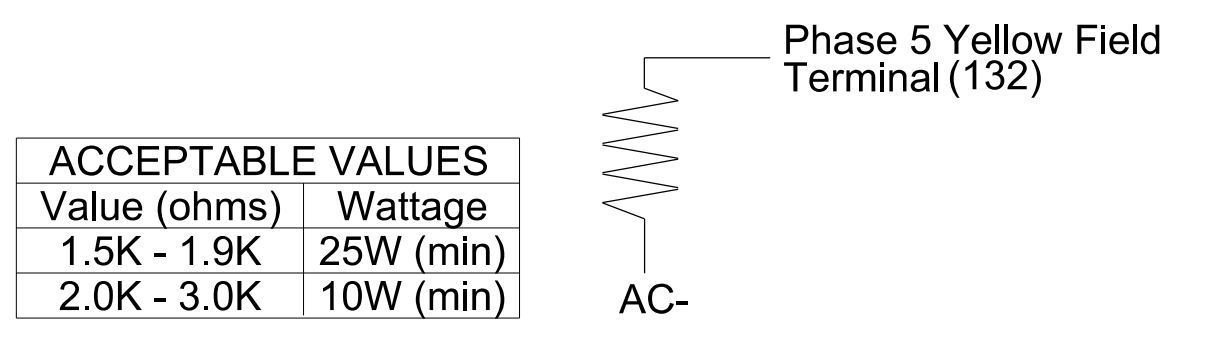 Phase 5 Yellow Field
Terminal (132)
ACCEPTABLE VALUES
Value (ohms) Wattage
1.5K - 1.9K 25W (min)
2.0K - 3.0K 10W (min)
AC-